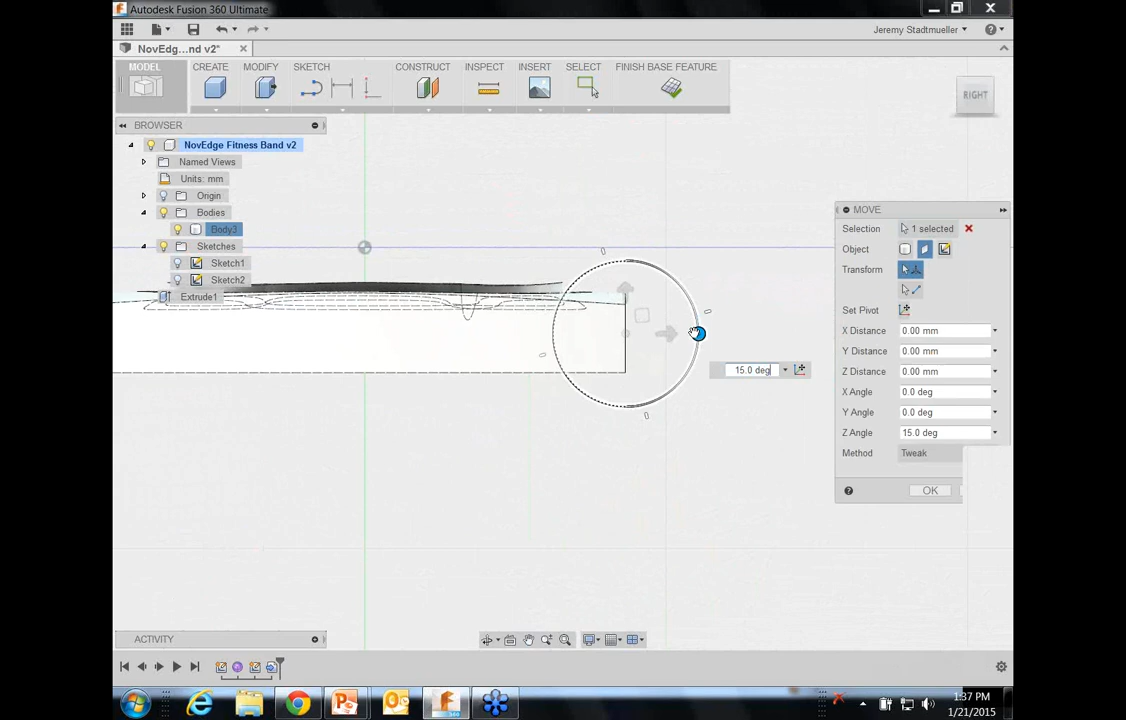 Autodesk Fusion 360 Ultimate
Jeremy Stadtmueller
NovEdg...nd v2*
MODEL
CREATE
MODIFY
SKETCH
CONSTRUCT
INSPECT
INSERT
SELECT
FINISH BASE FEATURE
RIGHT
BROWSER
NovEdge Fitness Band v2
Named Views
Units: mm
Origin
Bodies
Body3
Sketches
Sketch1
Sketch2
Extrude1
MOVE
Selection 1 selected
Object
Transform
Set Pivot
X Distance 0.00 mm
Y Distance 0.00 mm
Z Distance 0.00 mm
X Angle 0.0 deg
Y Angle 0.0 deg
Z Angle 15.0 deg
Method Tweak
OK
15.0 deg
ACTIVITY
1:37 PM
1/21/2015